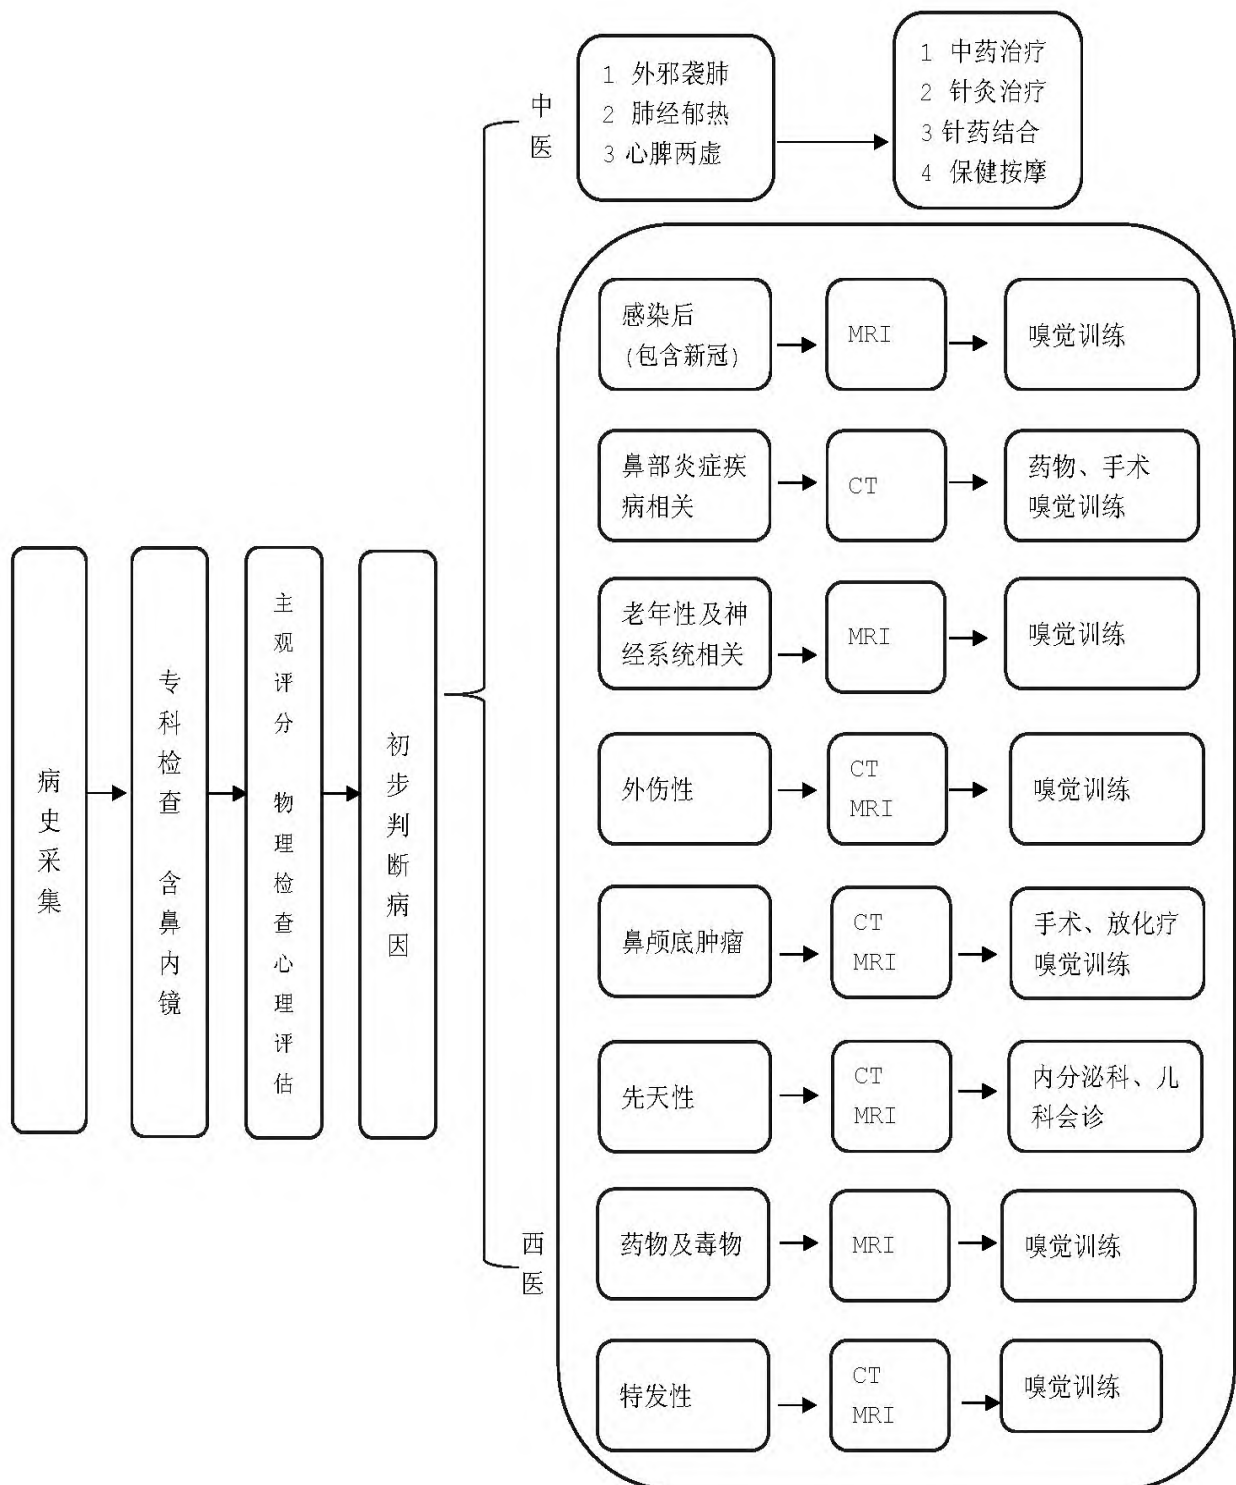 病史采集
专科检查 含鼻内镜
主观评分 物理检查心理评估
初步判断病因
中医
1 外邪袭肺
2 肺经郁热
3 心脾两虚
1 中药治疗
2 针灸治疗
3 针药结合
4 保健按摩
西医
感染后
(包含新冠)
MRI
嗅觉训练
鼻部炎症疾
病相关
CT
药物、手术
嗅觉训练
老年性及神
经系统相关
MRI
嗅觉训练
外伤性
CT
MRI
嗅觉训练
鼻颅底肿瘤
CT
MRI
手术、放化疗
嗅觉训练
先天性
CT
MRI
内分泌科、儿
科会诊
药物及毒物
MRI
嗅觉训练
特发性
CT
MRI
嗅觉训练